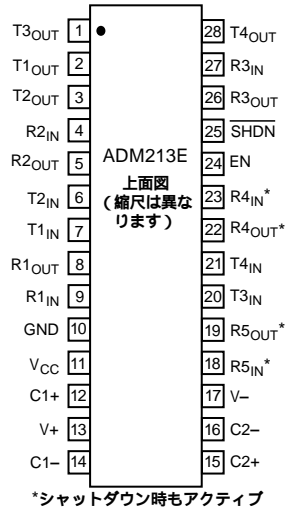 T3OUT 1 28 T4OUT
T1OUT 2 27 R3IN
T2OUT 3 26 R3OUT
R2IN 4 25 SHDN
R2OUT 5 ADM213E 24 EN
上面図
T2IN 6 (縮尺は異な 23 R4IN*
T1IN 7 ります) 22 R4OUT*
R1OUT 8 21 T4IN
R1IN 9 20 T3IN
GND 10 19 R5OUT*
VCC 11 18 R5IN*
C1+ 12 17 V–
V+ 13 16 C2–
C1– 14 15 C2+
*シャットダウン時もアクティブ